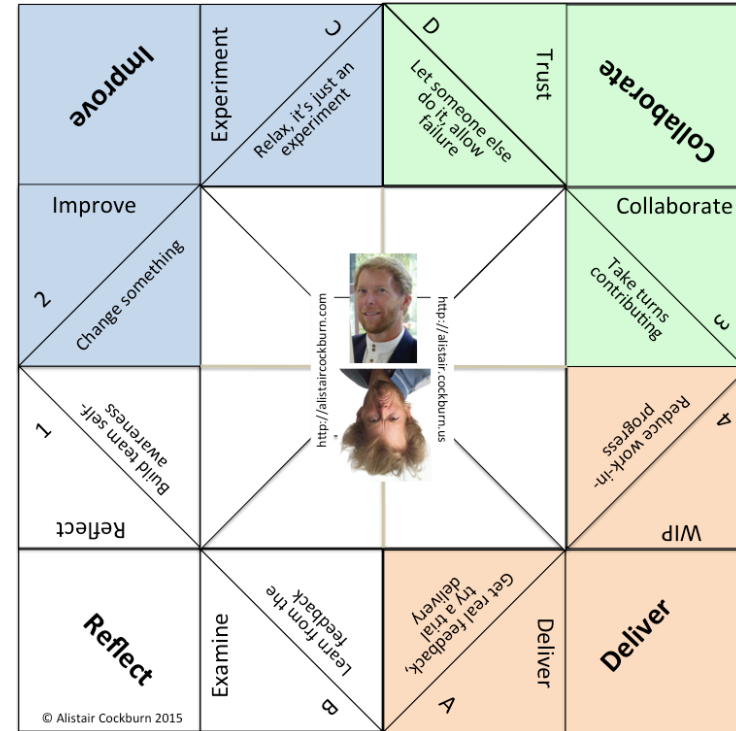 Improve
Experiment
C
Relax, it's just an
experiment
D
Let someone else
do it, allow
failure
Trust
Collaborate
Improve
2
Change something
Collaborate
Take turns
contributing
3
http://alistaircockburn.com
http://alistair.cockburn.us
1
Build team self-
awareness
Reflect
Reduce work-in-
progress
4
WIP
Reflect
Examine
Learn from the
feedback
B
Get real feedback,
try a trial
delivery
A
Deliver
Deliver
© Alistair Cockburn 2015